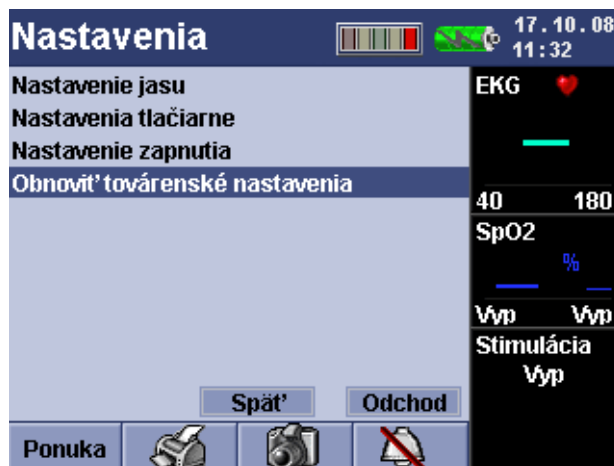 Nastavenia
17.10.08
11:32
Nastavenie jasu
Nastavenia tlačiarne
Nastavenie zapnutia
Obnoviť továrenské nastavenia
Späť
Odchod
Ponuka
EKG
40 180
SpO2
%
Vyp Vyp
Stimulácia
Vyp